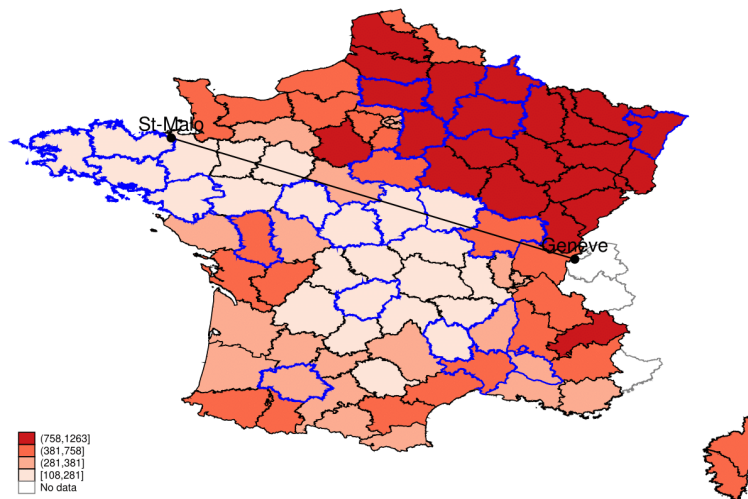 St-Malo
Genève
(758,1263]
(381,758]
(281,381]
[108,281]
No data